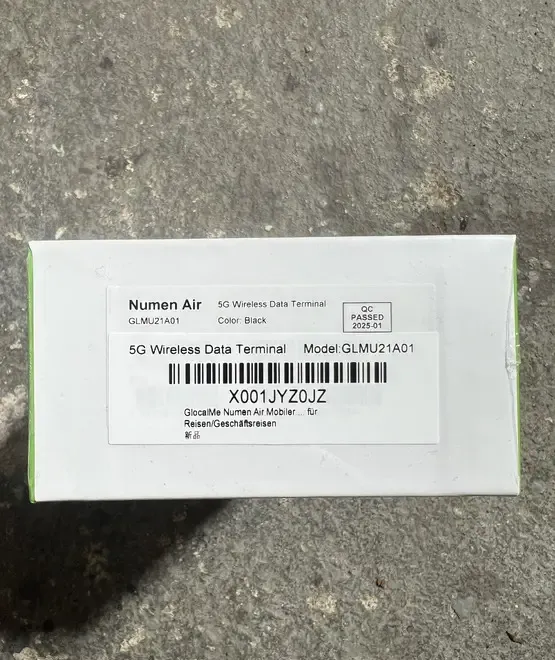 Numen Air
5G Wireless Data Terminal
GLMU21A01
Color: Black
QC
PASSED
2025-01
5G Wireless Data Terminal Model:GLMU21A01
X001JYZ0JZ
GlocalMe Numen Air Mobiler ... für
Reisen/Geschäftsreisen
新品